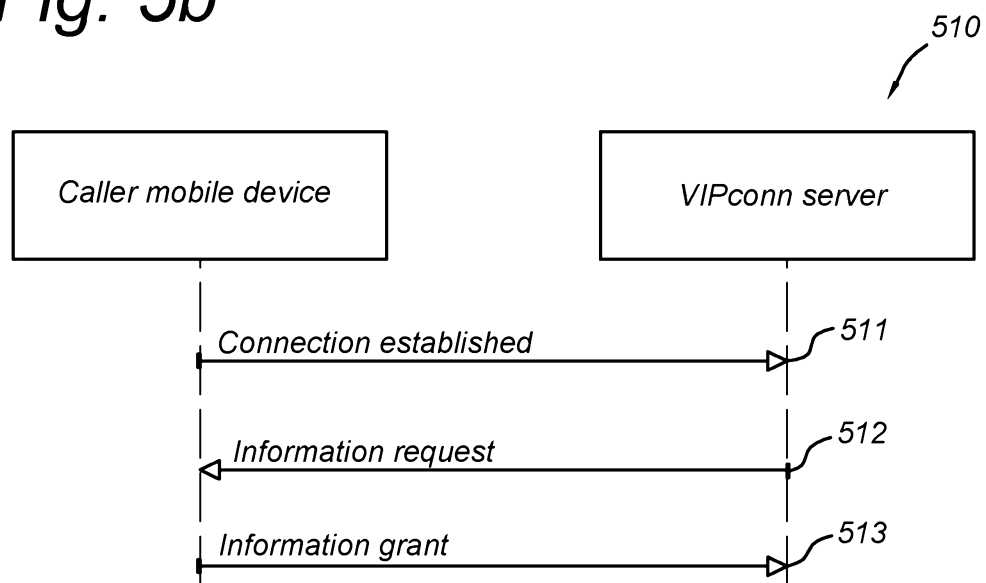 Fig. 5b
510
Caller mobile device
VIPconn server
Connection established
511
Information request
512
Information grant
513